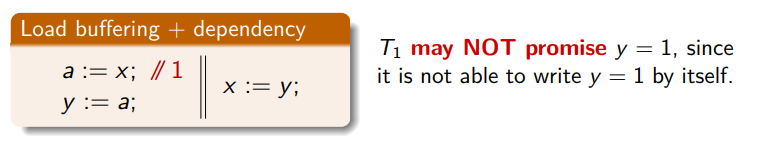 Load buffering + dependency
a := x; // 1
y := a;
x := y;
T₁ may NOT promise y = 1, since
it is not able to write y = 1 by itself.